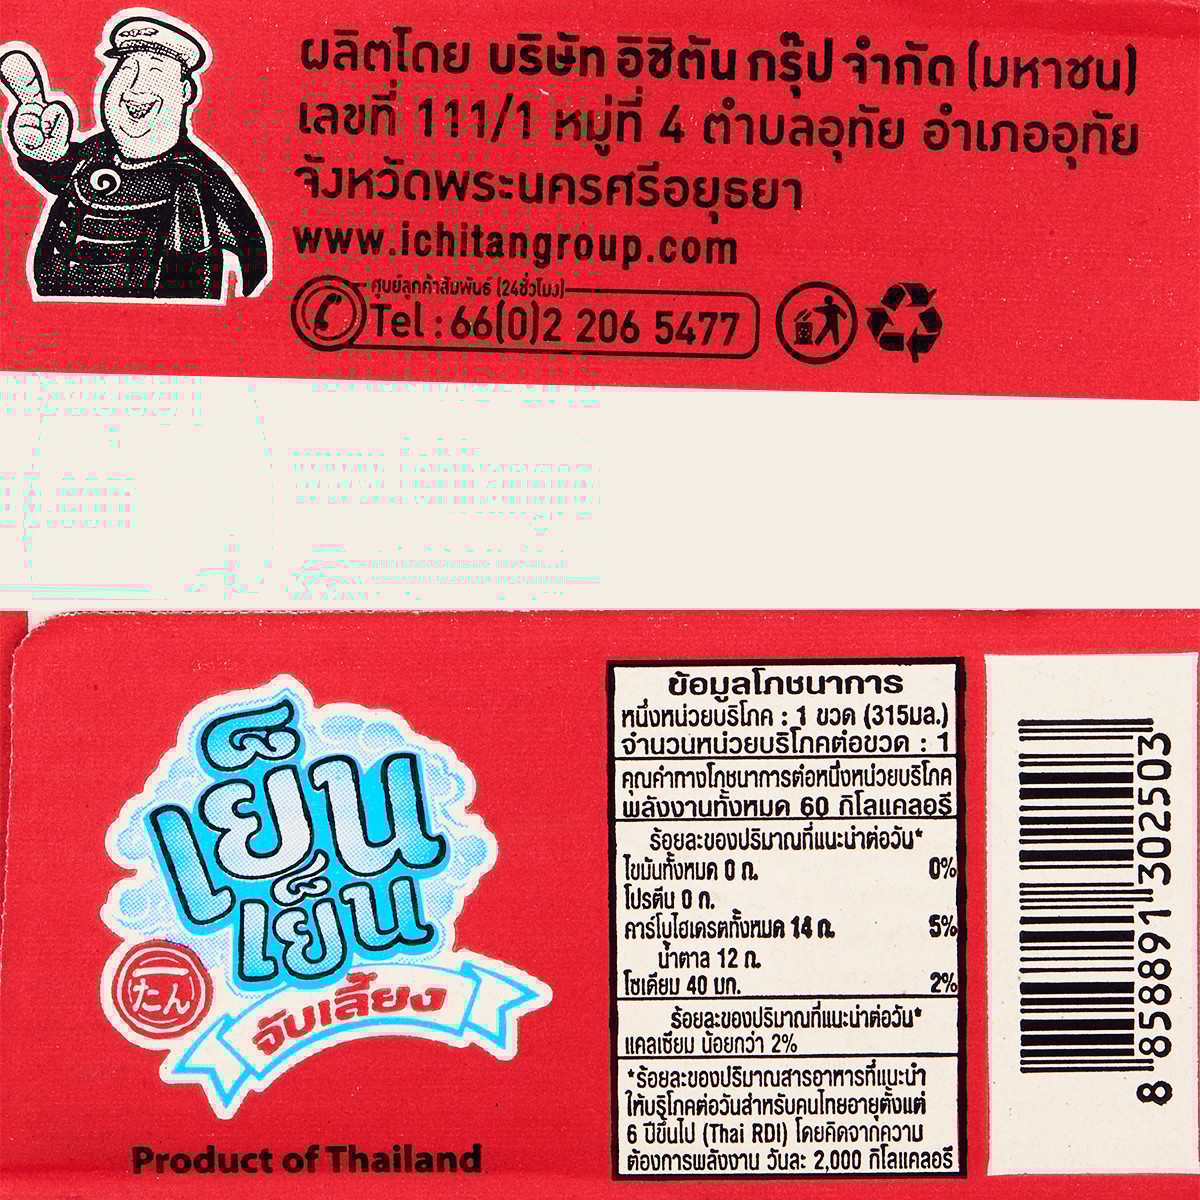 ผลิตโดย บริษัท อิชิตัน กรุ๊ป จำกัด (มหาชน)
เลขที่ 111/1 หมู่ที่ 4 ตำบลอุทัย อำเภออุทัย
จังหวัดพระนครศรีอยุธยา
www.ichitangroup.com
ศูนย์ลูกค้าสัมพันธ์ (24ชั่วโมง)
Tel : 66(0)2 206 5477
เย็น
เย็น
一
たん
จับเลี้ยง
Product of Thailand
ข้อมูลโภชนาการ
หนึ่งหน่วยบริโภค : 1 ขวด (315มล.)
จำนวนหน่วยบริโภคต่อขวด : 1
คุณค่าทางโภชนาการต่อหนึ่งหน่วยบริโภค
พลังงานทั้งหมด 60 กิโลแคลอรี
ร้อยละของปริมาณที่แนะนำต่อวัน*
ไขมันทั้งหมด 0 ก. 0%
โปรตีน 0 ก.
คาร์โบไฮเดรตทั้งหมด 14 ก. 5%
น้ำตาล 12 ก.
โซเดียม 40 มก. 2%
ร้อยละของปริมาณที่แนะนำต่อวัน*
แคลเซียม น้อยกว่า 2%
*ร้อยละของปริมาณสารอาหารที่แนะนำ
ให้บริโภคต่อวันสำหรับคนไทยอายุตั้งแต่
6 ปีขึ้นไป (Thai RDI) โดยคิดจากความ
ต้องการพลังงาน วันละ 2,000 กิโลแคลอรี
8 858891 302503